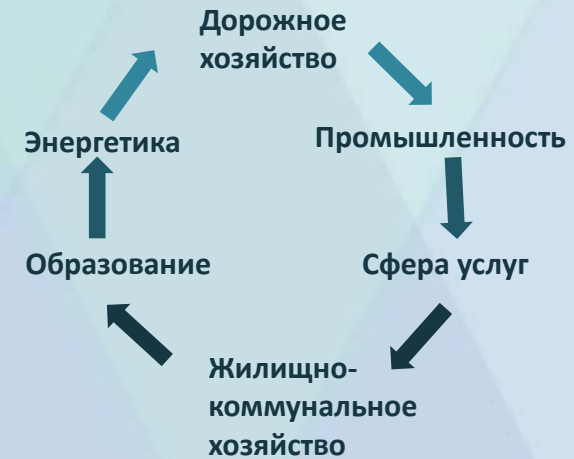 Дорожное
хозяйство
Энергетика
Промышленность
Образование
Сфера услуг
Жилищно-
коммунальное
хозяйство